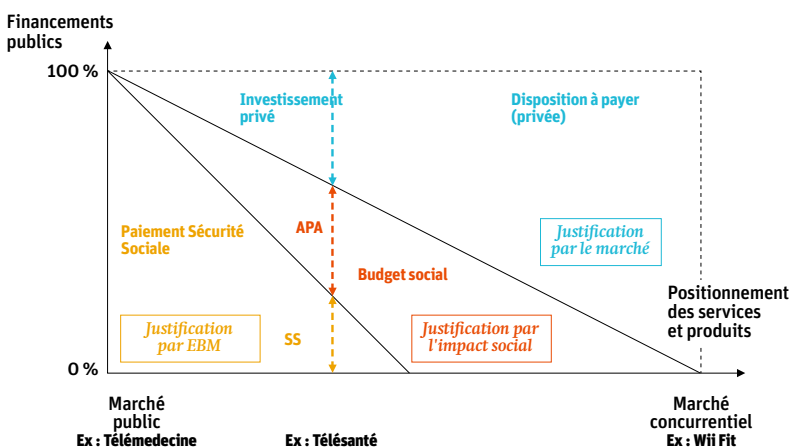 Financements
publics
100 %
Investissement
privé
Disposition à payer
(privée)
Paiement Sécurité
Sociale
APA
Justification
par le marché
Budget social
Positionnement
des services
et produits
Justification
par EBM
SS
Justification par
l'impact social
0 %
Marché
public
Ex : Télémedecine
Ex : Télésanté
Marché
concurrentiel
Ex : Wii Fit